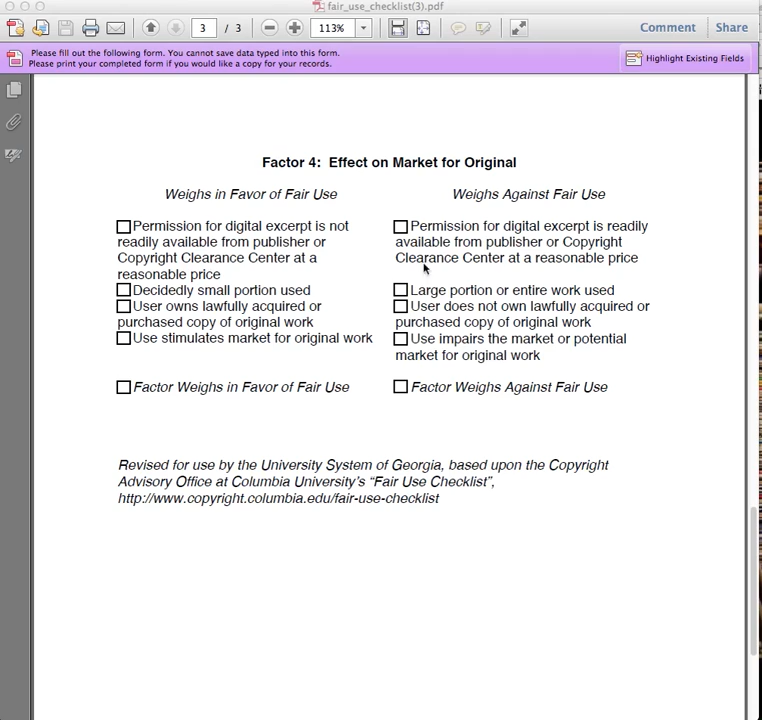 fair_use_checklist(3).pdf
3 / 3 113% Comment Share
Please fill out the following form. You cannot save data typed into this form.
Please print your completed form if you would like a copy for your records.
Highlight Existing Fields
Factor 4: Effect on Market for Original
Weighs in Favor of Fair Use
Permission for digital excerpt is not
readily available from publisher or
Copyright Clearance Center at a
reasonable price
Decidedly small portion used
User owns lawfully acquired or
purchased copy of original work
Use stimulates market for original work
Factor Weighs in Favor of Fair Use
Weighs Against Fair Use
Permission for digital excerpt is readily
available from publisher or Copyright
Clearance Center at a reasonable price
Large portion or entire work used
User does not own lawfully acquired or
purchased copy of original work
Use impairs the market or potential
market for original work
Factor Weighs Against Fair Use
Revised for use by the University System of Georgia, based upon the Copyright
Advisory Office at Columbia University’s “Fair Use Checklist”,
http://www.copyright.columbia.edu/fair-use-checklist